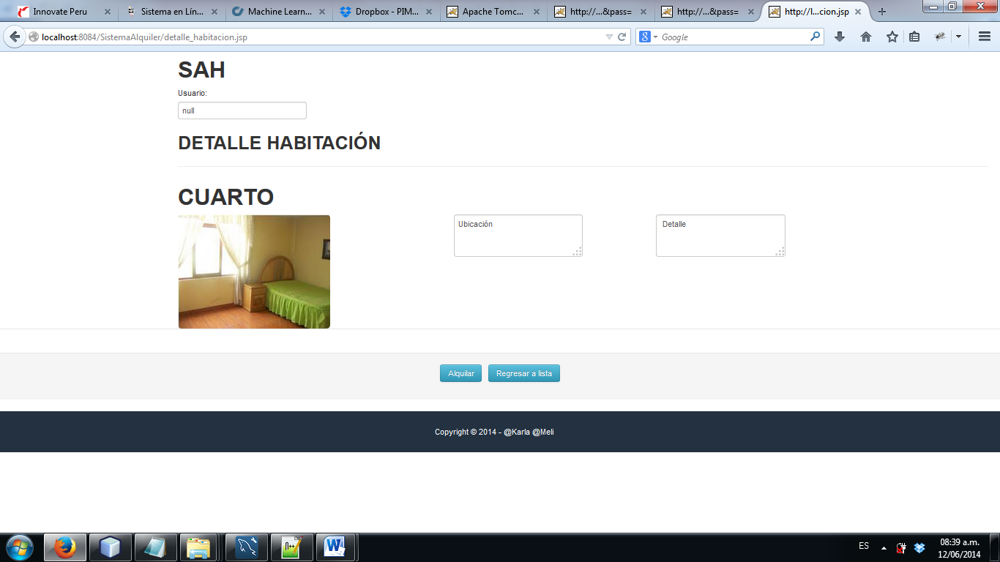 Innovate Peru
Sistema en Lín...
Machine Learn...
Dropbox - PIM...
Apache Tomc...
http://...&pass=
http://...&pass=
http://l...cion.jsp
localhost:8084/SistemaAlquiler/detalle_habitacion.jsp
Google
SAH
Usuario:
null
DETALLE HABITACIÓN
CUARTO
Ubicación
Detalle
Alquilar
Regresar a lista
Copyright © 2014 - @Karla @Meli
ES
08:39 a.m.
12/06/2014